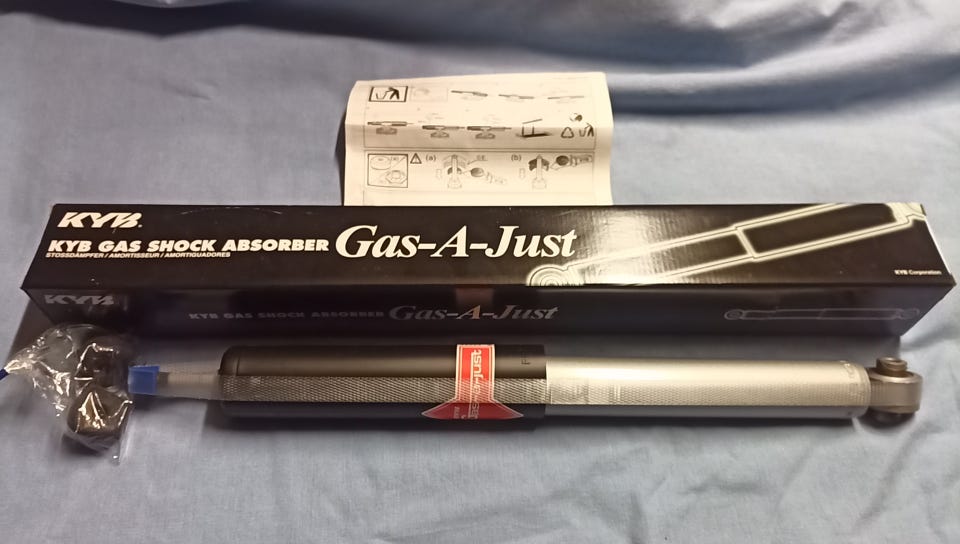 (a)
(b)
KYB
KYB GAS SHOCK ABSORBER Gas-A-Just
STOSSDÄMPFER / AMORTISSEUR / AMORTIGUADORES
KYB Corporation
KYB
KYB GAS SHOCK ABSORBER Gas-A-Just